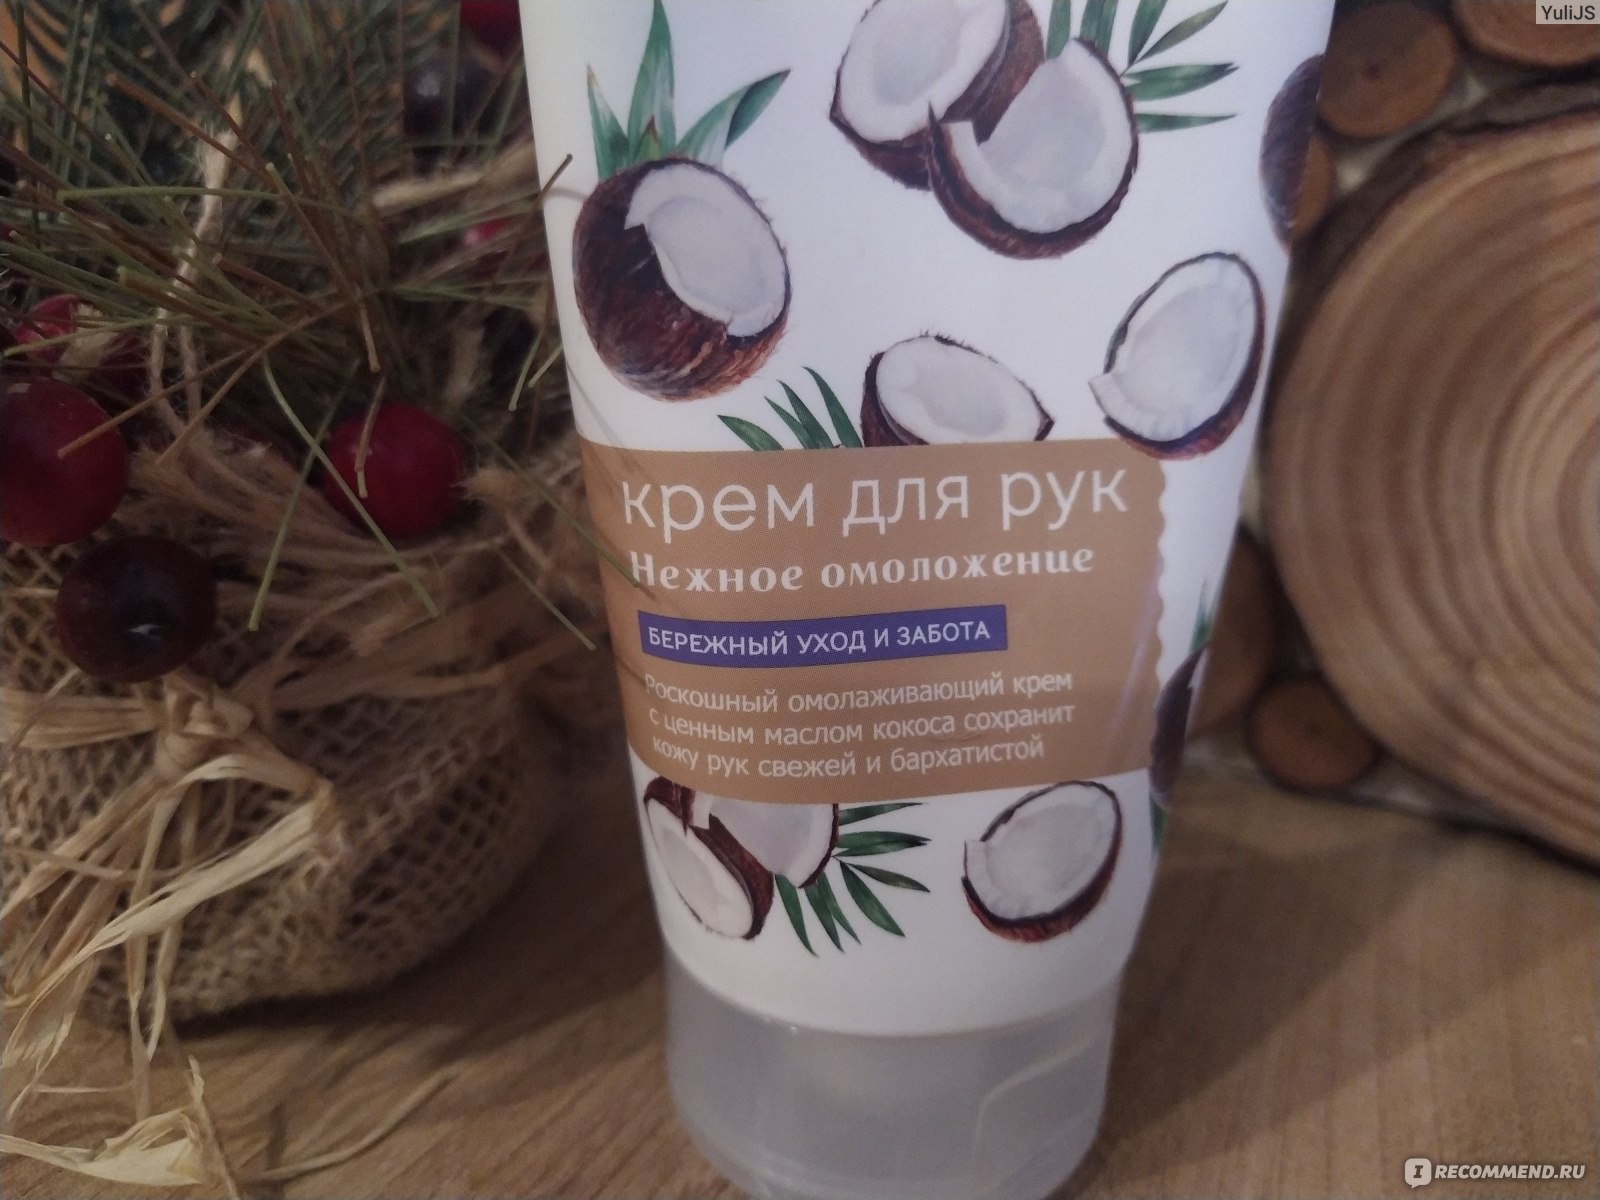 YuliJS
крем для рук
Нежное омоложение
БЕРЕЖНЫЙ УХОД И ЗАБОТА
Роскошный омолаживающий крем
с ценным маслом кокоса сохранит
кожу рук свежей и бархатистой
IRECOMMEND.RU